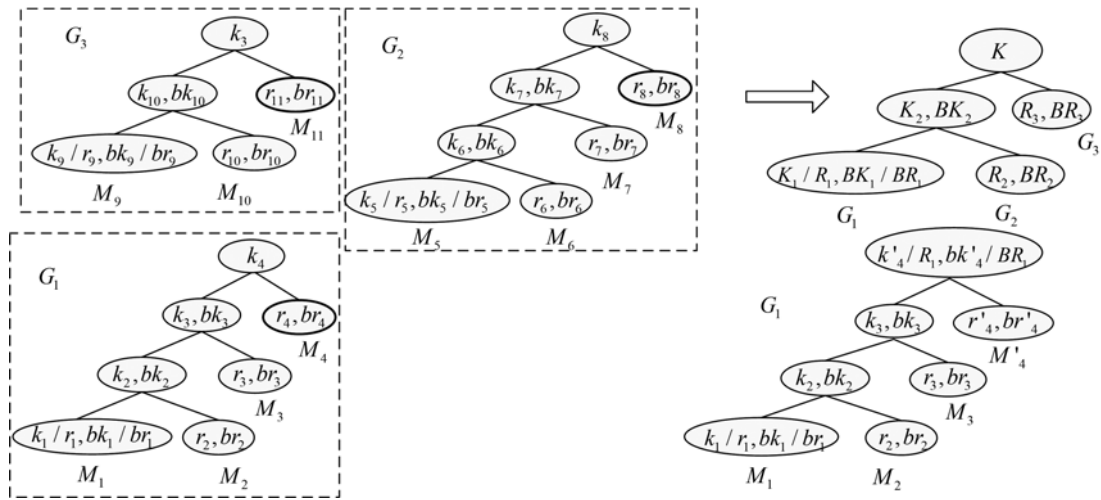 G₃
k₃
k₁₀, bk₁₀
r₁₁, br₁₁
M₁₁
k₉ / r₉, bk₉ / br₉
r₁₀, br₁₀
M₉
M₁₀
G₂
k₈
k₇, bk₇
r₈, br₈
M₈
k₆, bk₆
r₇, br₇
M₇
k₅ / r₅, bk₅ / br₅
r₆, br₆
M₅
M₆
K
K₂, BK₂
R₃, BR₃
G₃
K₁ / R₁, BK₁ / BR₁
R₂, BR₂
G₁
G₂
G₁
k₄
k₃, bk₃
r₄, br₄
M₄
k₂, bk₂
r₃, br₃
M₃
k₁ / r₁, bk₁ / br₁
r₂, br₂
M₁
M₂
k'₄ / R₁, bk'₄ / BR₁
G₁
k₃, bk₃
r'₄, br'₄
M'₄
k₂, bk₂
r₃, br₃
M₃
k₁ / r₁, bk₁ / br₁
r₂, br₂
M₁
M₂